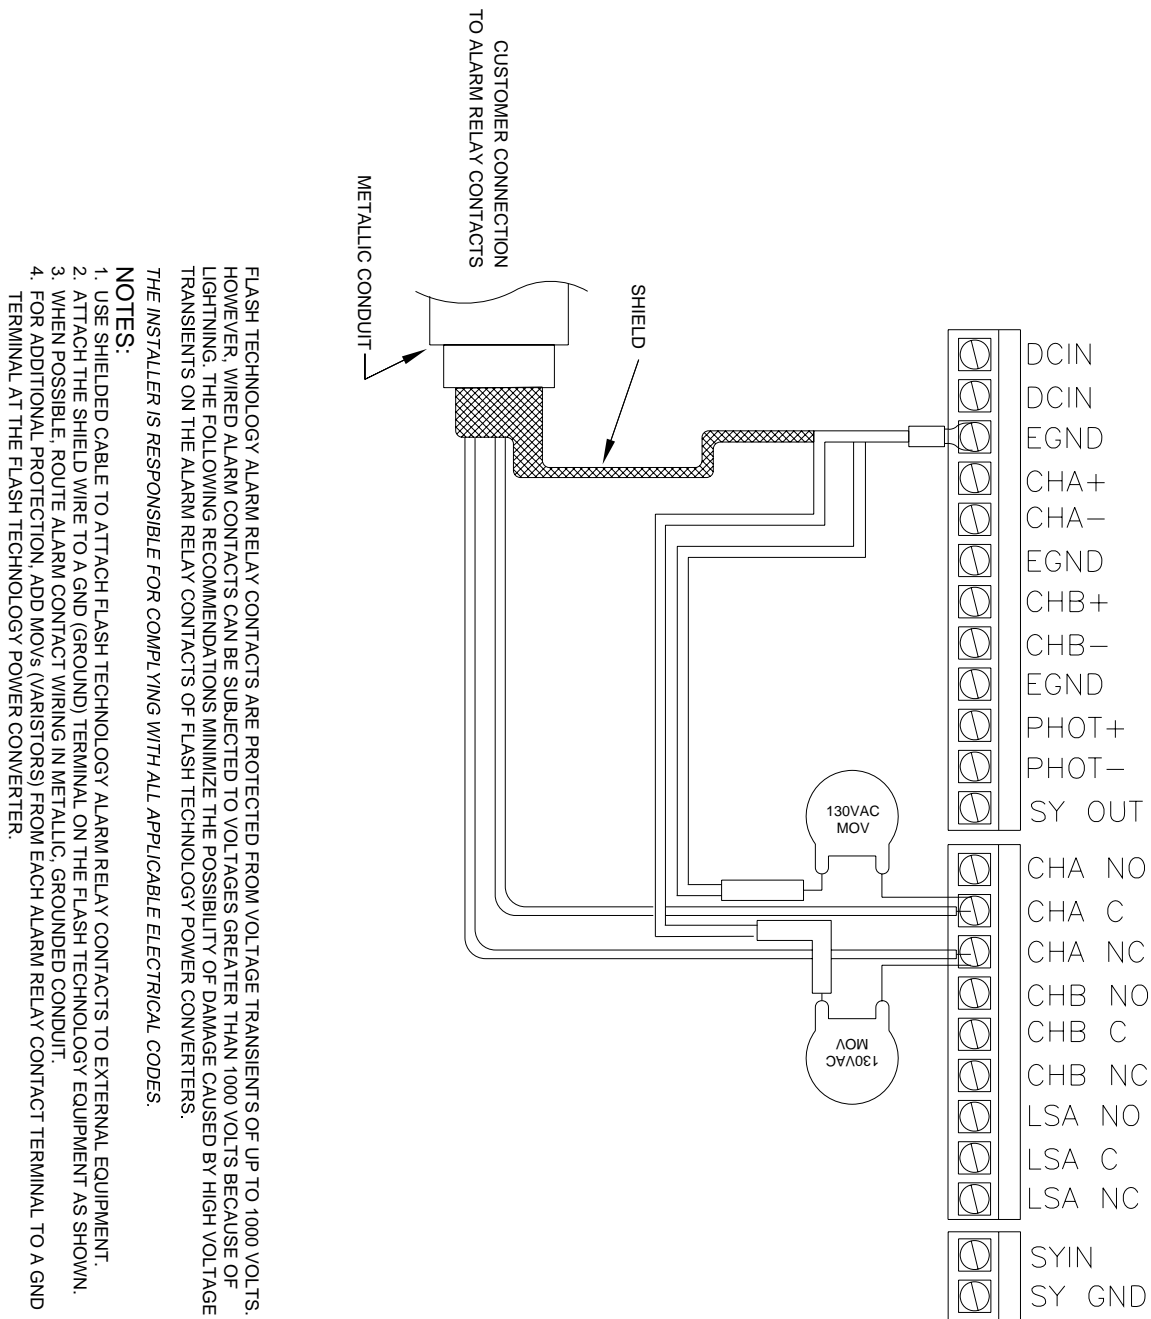 CUSTOMER CONNECTION
TO ALARM RELAY CONTACTS
METALLIC CONDUIT
SHIELD
DCIN
DCIN
EGND
CHA+
CHA−
EGND
CHB+
CHB−
EGND
PHOT+
PHOT−
SY OUT
CHA NO
CHA C
CHA NC
CHB NO
CHB C
CHB NC
LSA NO
LSA C
LSA NC
SYIN
SY GND
130VAC
MOV
130VAC
MOV
FLASH TECHNOLOGY ALARM RELAY CONTACTS ARE PROTECTED FROM VOLTAGE TRANSIENTS OF UP TO 1000 VOLTS.
HOWEVER, WIRED ALARM CONTACTS CAN BE SUBJECTED TO VOLTAGES GREATER THAN 1000 VOLTS BECAUSE OF
LIGHTNING. THE FOLLOWING RECOMMENDATIONS MINIMIZE THE POSSIBILITY OF DAMAGE CAUSED BY HIGH VOLTAGE
TRANSIENTS ON THE ALARM RELAY CONTACTS OF FLASH TECHNOLOGY POWER CONVERTERS.
THE INSTALLER IS RESPONSIBLE FOR COMPLYING WITH ALL APPLICABLE ELECTRICAL CODES.
NOTES:
1. USE SHIELDED CABLE TO ATTACH FLASH TECHNOLOGY ALARM RELAY CONTACTS TO EXTERNAL EQUIPMENT.
2. ATTACH THE SHIELD WIRE TO A GND (GROUND) TERMINAL ON THE FLASH TECHNOLOGY EQUIPMENT AS SHOWN.
3. WHEN POSSIBLE, ROUTE ALARM CONTACT WIRING IN METALLIC, GROUNDED CONDUIT.
4. FOR ADDITIONAL PROTECTION, ADD MOVs (VARISTORS) FROM EACH ALARM RELAY CONTACT TERMINAL TO A GND
TERMINAL AT THE FLASH TECHNOLOGY POWER CONVERTER.